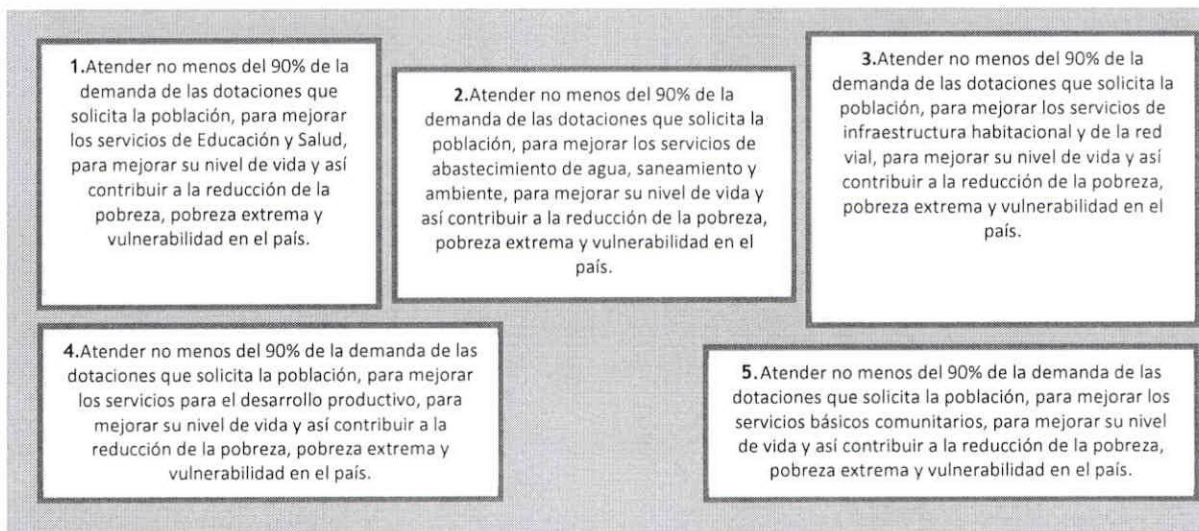 1.Atender no menos del 90% de la
demanda de las dotaciones que
solicita la población, para mejorar
los servicios de Educación y Salud,
para mejorar su nivel de vida y así
contribuir a la reducción de la
pobreza, pobreza extrema y
vulnerabilidad en el país.
2.Atender no menos del 90% de la
demanda de las dotaciones que solicita la
población, para mejorar los servicios de
abastecimiento de agua, saneamiento y
ambiente, para mejorar su nivel de vida y
así contribuir a la reducción de la pobreza,
pobreza extrema y vulnerabilidad en el
país.
3.Atender no menos del 90% de la
demanda de las dotaciones que solicita la
población, para mejorar los servicios de
infraestructura habitacional y de la red
vial, para mejorar su nivel de vida y así
contribuir a la reducción de la pobreza,
pobreza extrema y vulnerabilidad en el
país.
4.Atender no menos del 90% de la demanda de las
dotaciones que solicita la población, para mejorar
los servicios para el desarrollo productivo, para
mejorar su nivel de vida y así contribuir a la
reducción de la pobreza, pobreza extrema y
vulnerabilidad en el país.
5.Atender no menos del 90% de la demanda de las
dotaciones que solicita la población, para mejorar los
servicios básicos comunitarios, para mejorar su nivel
de vida y así contribuir a la reducción de la pobreza,
pobreza extrema y vulnerabilidad en el país.